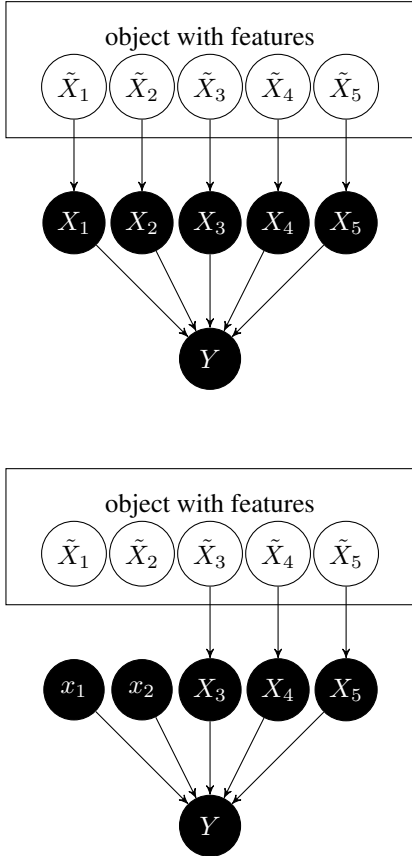 object with features
X̃₁ X̃₂ X̃₃ X̃₄ X̃₅
X₁ X₂ X₃ X₄ X₅
Y
object with features
X̃₁ X̃₂ X̃₃ X̃₄ X̃₅
x₁ x₂ X₃ X₄ X₅
Y